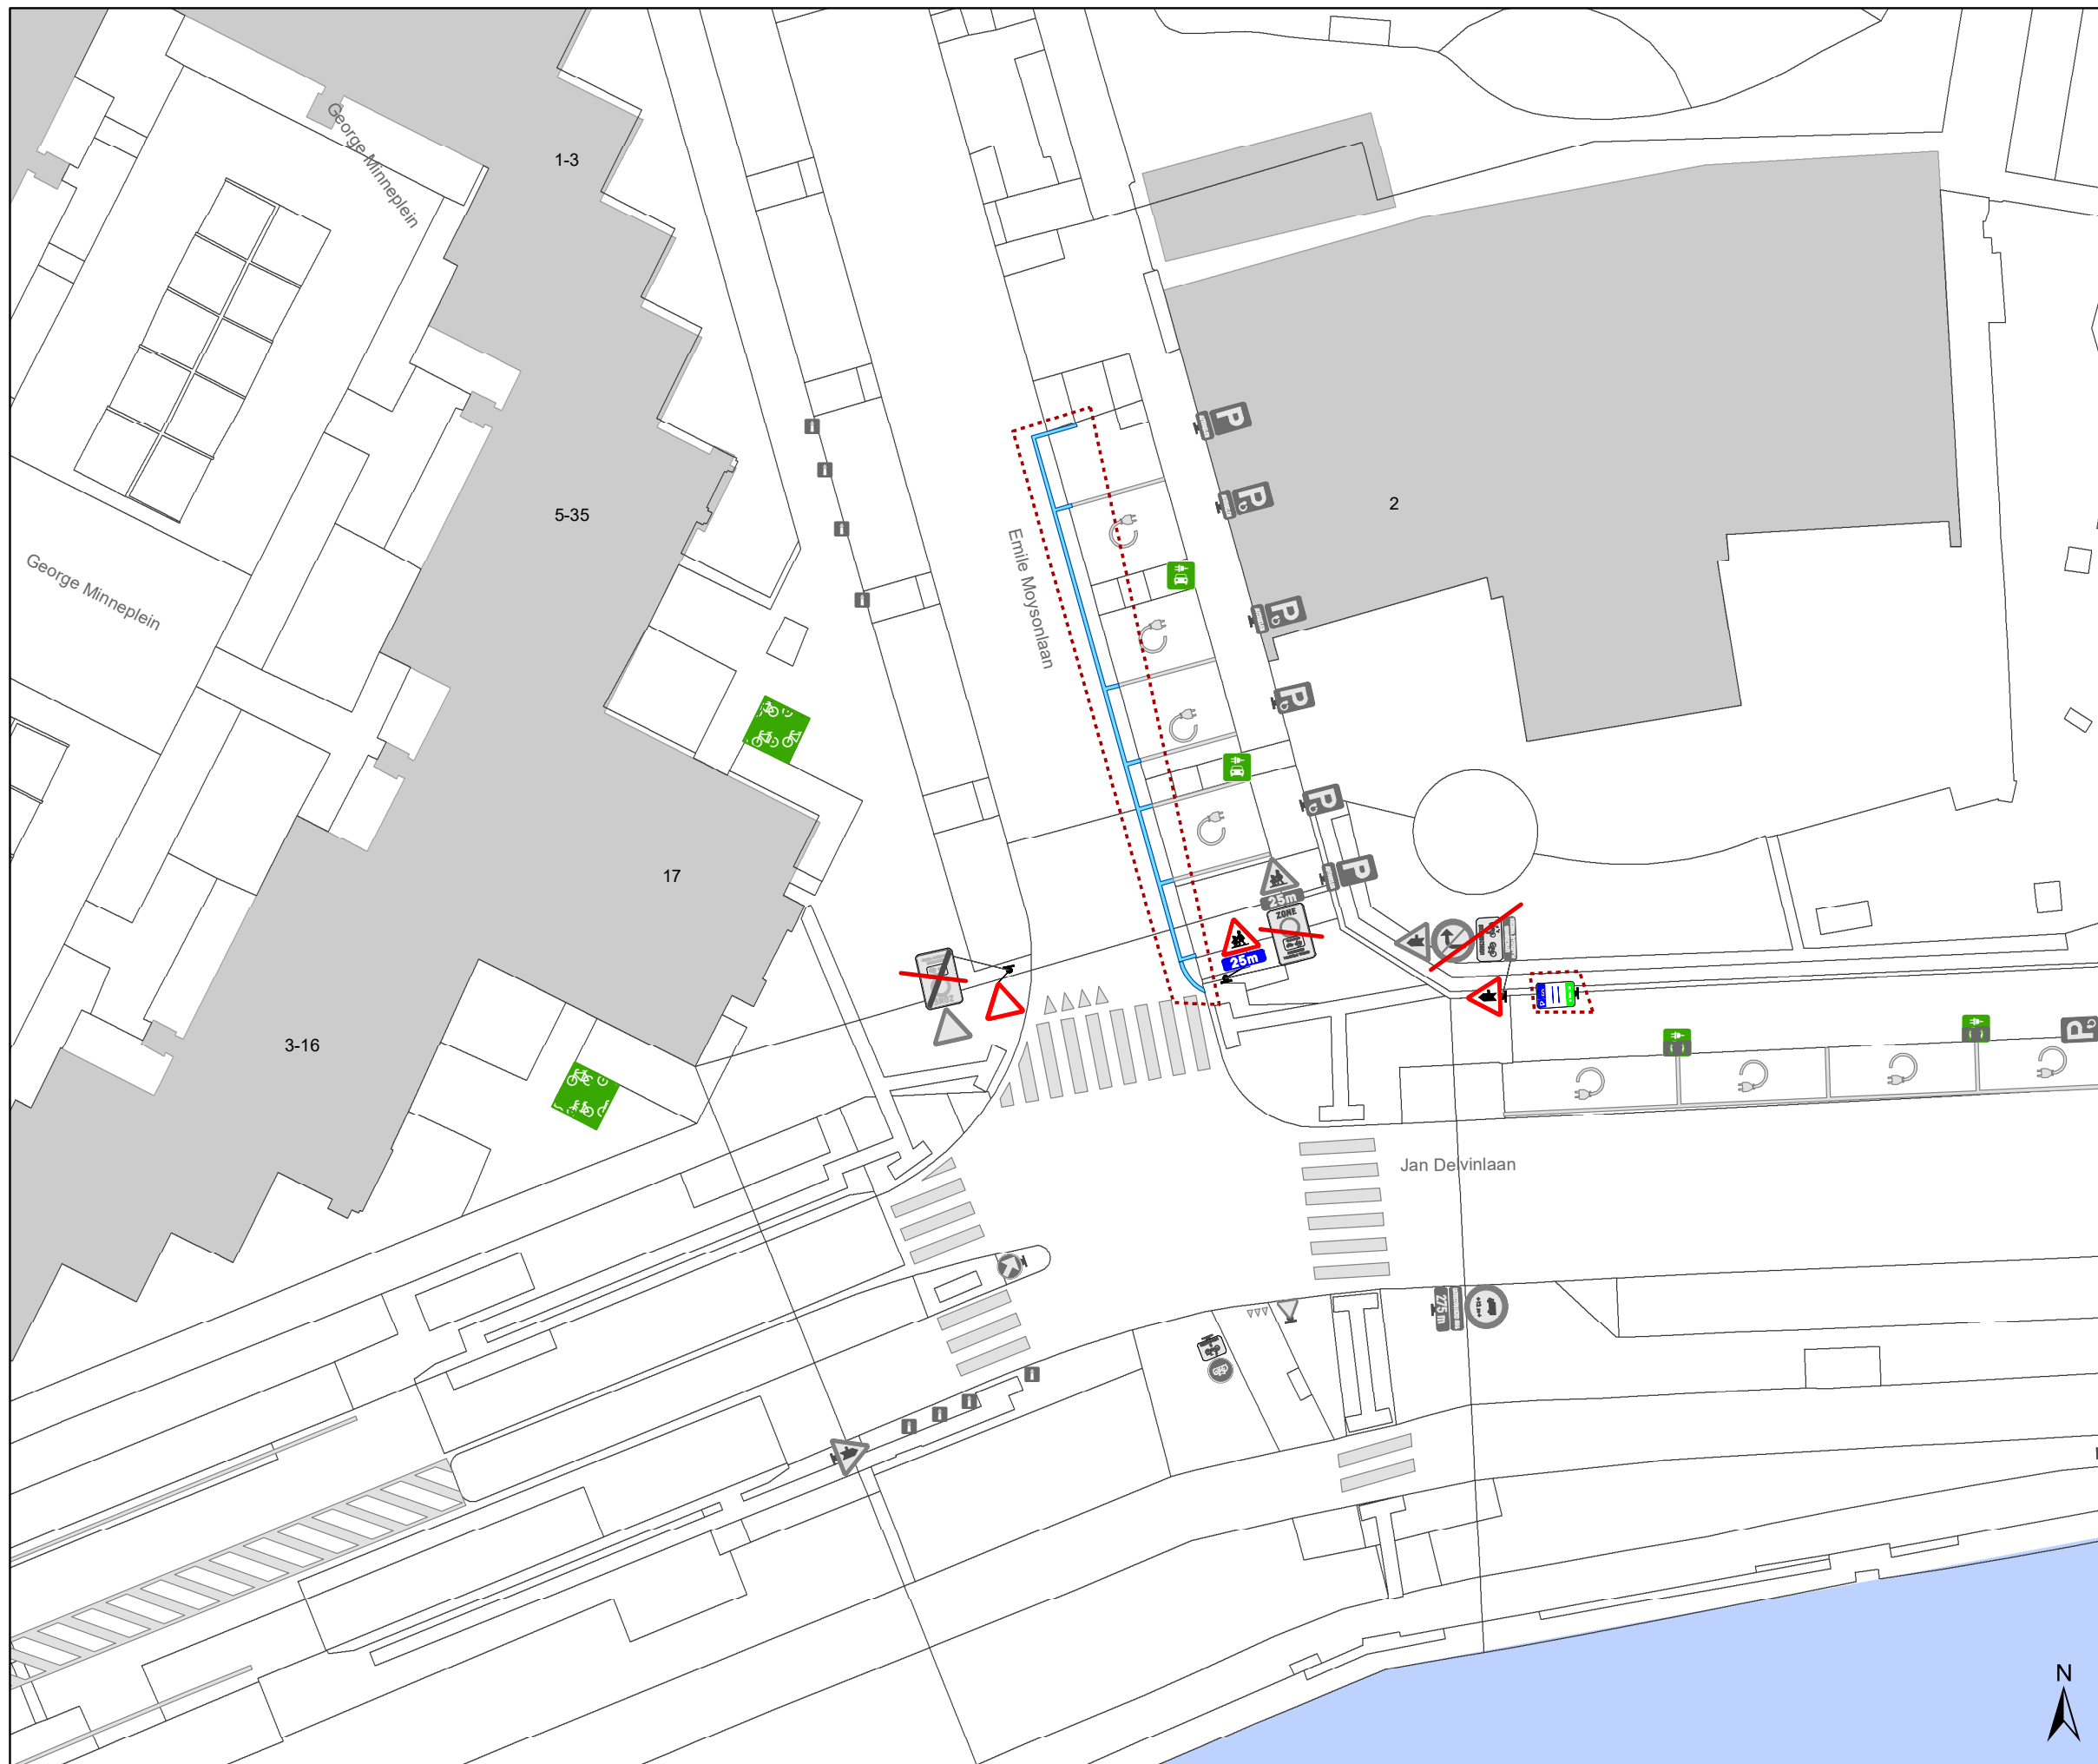 George Minneplein
1-3
P
2
5-35
P
Emile Moysonlaan
George Minneplein
P
P
P
17
P
25m
ZONE
25m
3-16
Jan Delvinlaan
P
275m
N